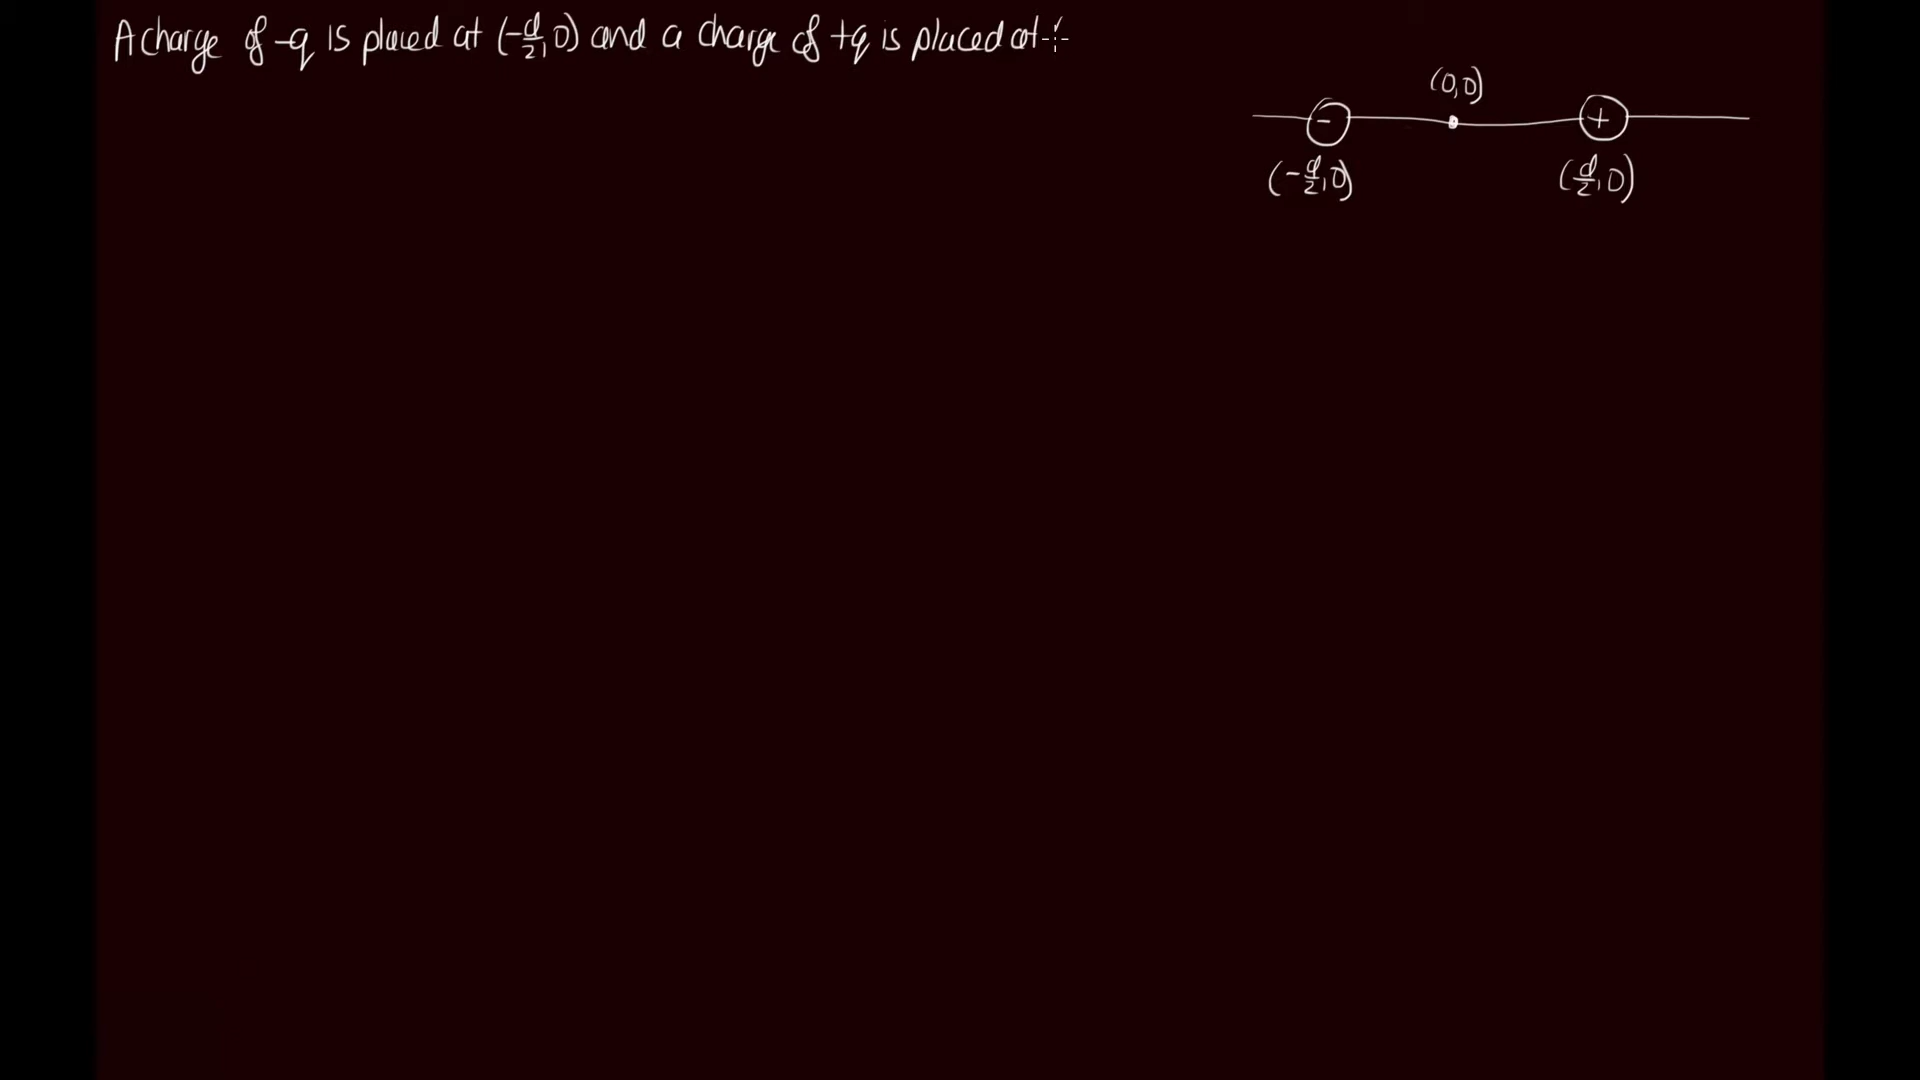 A charge of -q is placed at (-d/2, 0) and a charge of +q is placed at (
(0,0)
- +
(-d/2, 0) (d/2, 0)